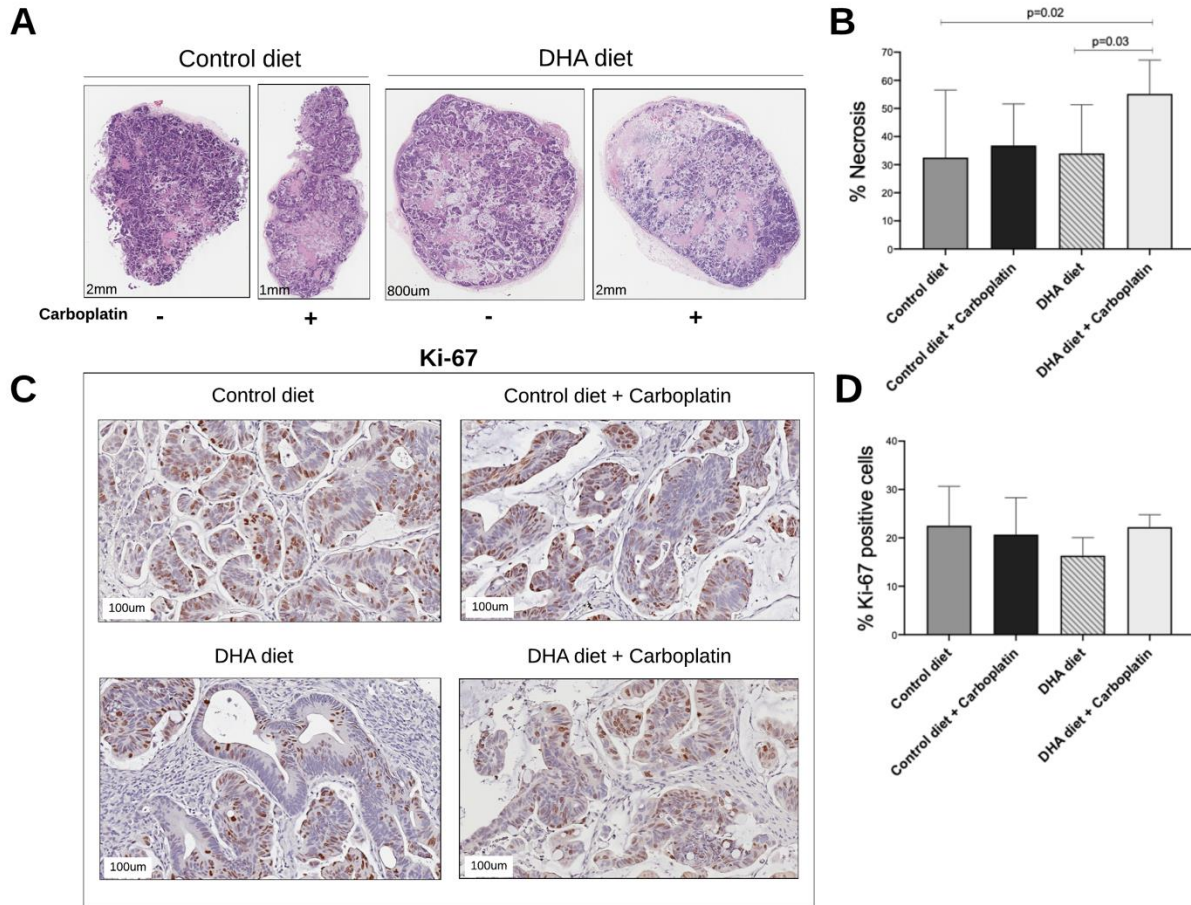 A
Control diet
DHA diet
2mm
1mm
800um
2mm
Carboplatin
-
+
-
+
B
p=0.02
p=0.03
% Necrosis
70
60
50
40
30
20
10
0
Control diet
Control diet + Carboplatin
DHA diet
DHA diet + Carboplatin
Ki-67
C
Control diet
Control diet + Carboplatin
100um
100um
DHA diet
DHA diet + Carboplatin
100um
100um
D
% Ki-67 positive cells
40
30
20
10
0
Control diet
Control diet + Carboplatin
DHA diet
DHA diet + Carboplatin